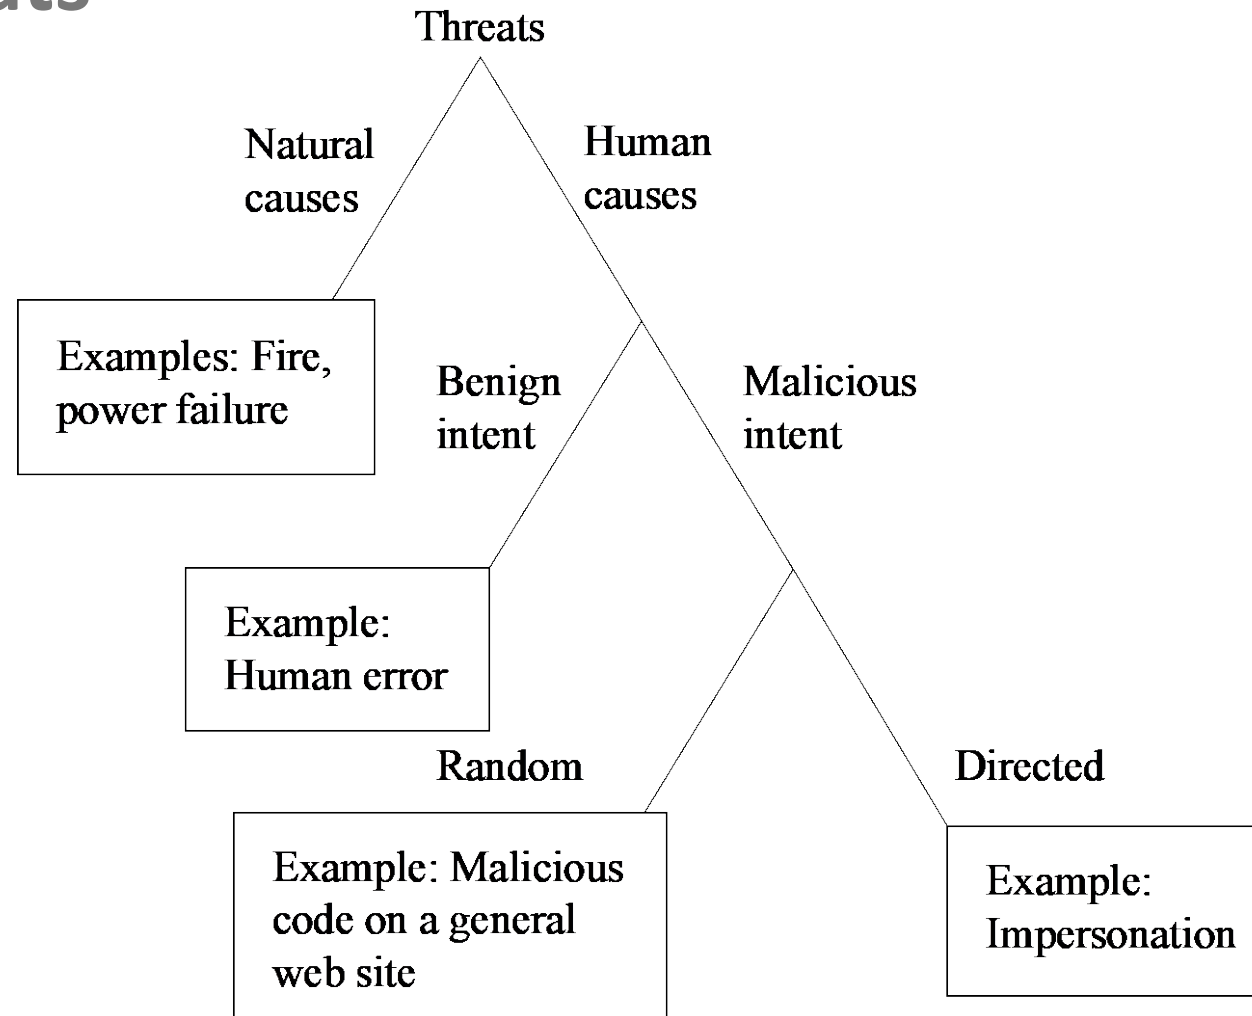 Threats
Natural
causes
Human
causes
Examples: Fire,
power failure
Benign
intent
Malicious
intent
Example:
Human error
Random
Directed
Example: Malicious
code on a general
web site
Example:
Impersonation